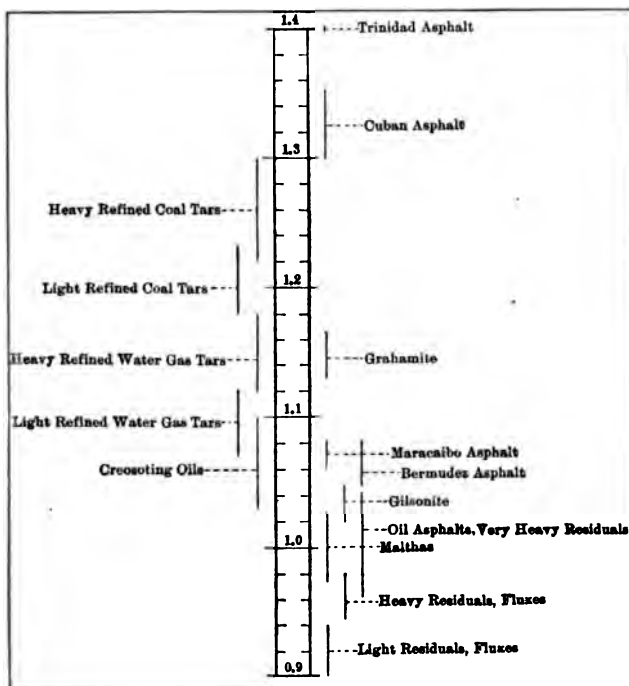 1.4
Trinidad Asphalt
Cuban Asphalt
1.3
Heavy Refined Coal Tars
Light Refined Coal Tars
1.2
Heavy Refined Water Gas Tars
Grahamite
1.1
Light Refined Water Gas Tars
Maracaibo Asphalt
Creosoting Oils
Bermudez Asphalt
Gilsonite
Oil Asphalts, Very Heavy Residuals
1.0
Malthas
Heavy Residuals, Fluxes
Light Residuals, Fluxes
0.9